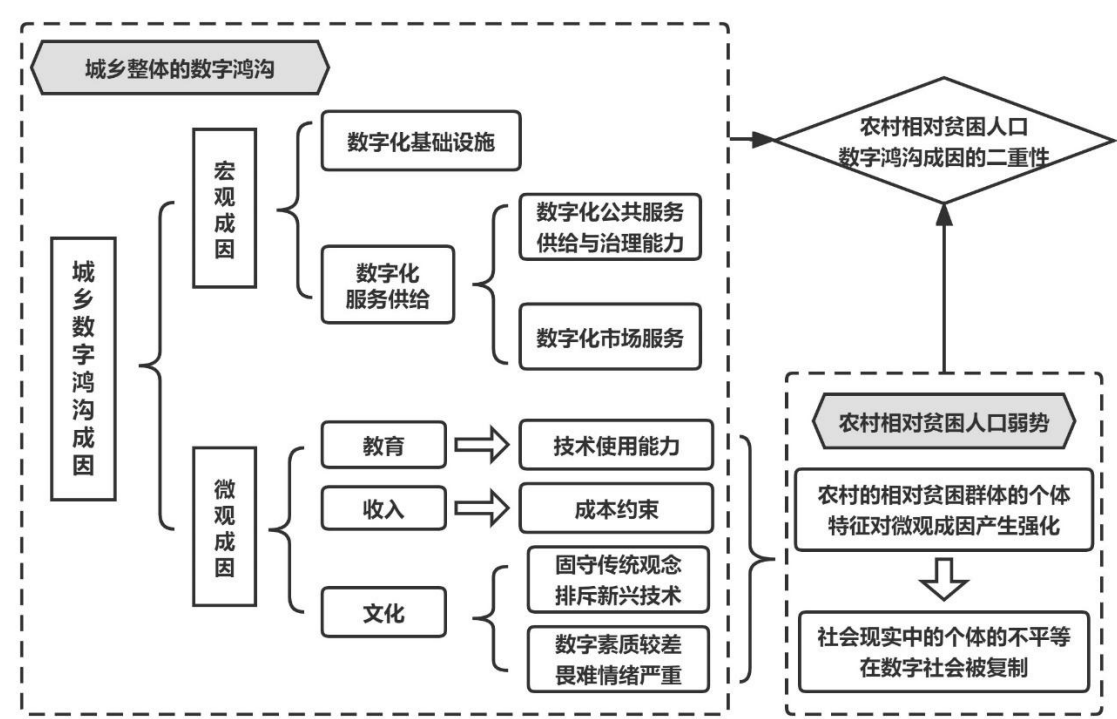 城乡整体的数字鸿沟
城乡数字鸿沟成因
宏观成因
数字化基础设施
数字化
服务供给
数字化公共服务
供给与治理能力
数字化市场服务
微观成因
教育
技术使用能力
收入
成本约束
文化
固守传统观念
排斥新兴技术
数字素质较差
畏难情绪严重
农村相对贫困人口
数字鸿沟成因的二重性
农村相对贫困人口弱势
农村的相对贫困群体的个体
特征对微观成因产生强化
社会现实中的个体的不平等
在数字社会被复制